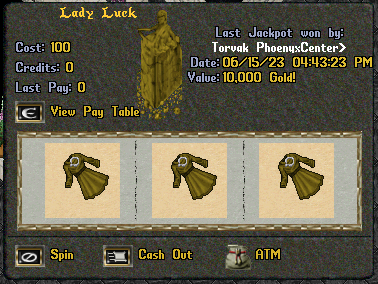 Lady Luck
Last Jackpot won by:
Torvak PhoenyxCenter>
Cost: 100
Date: 06/15/23 04:43:23 PM
Credits: 0
Value: 10,000 Gold!
Last Pay: 0
View Pay Table
Spin
Cash Out
ATM